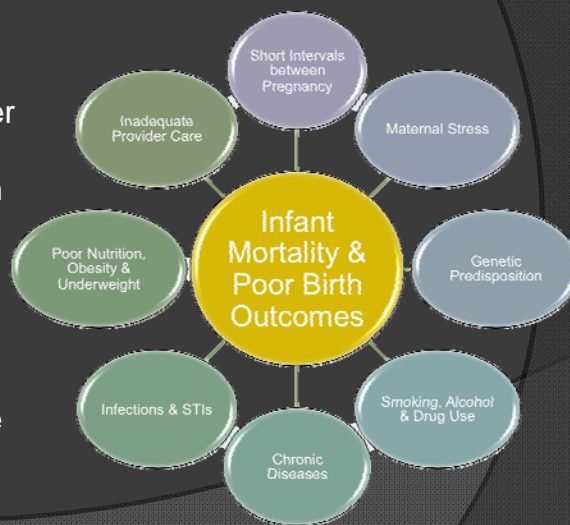 er
Short Intervals
between
Pregnancy
Inadequate
Provider Care
Maternal Stress
Infant
Mortality &
Poor Birth
Outcomes
Poor Nutrition,
Obesity &
Underweight
Genetic
Predisposition
Infections & STIs
Smoking, Alcohol
& Drug Use
e
Chronic
Diseases